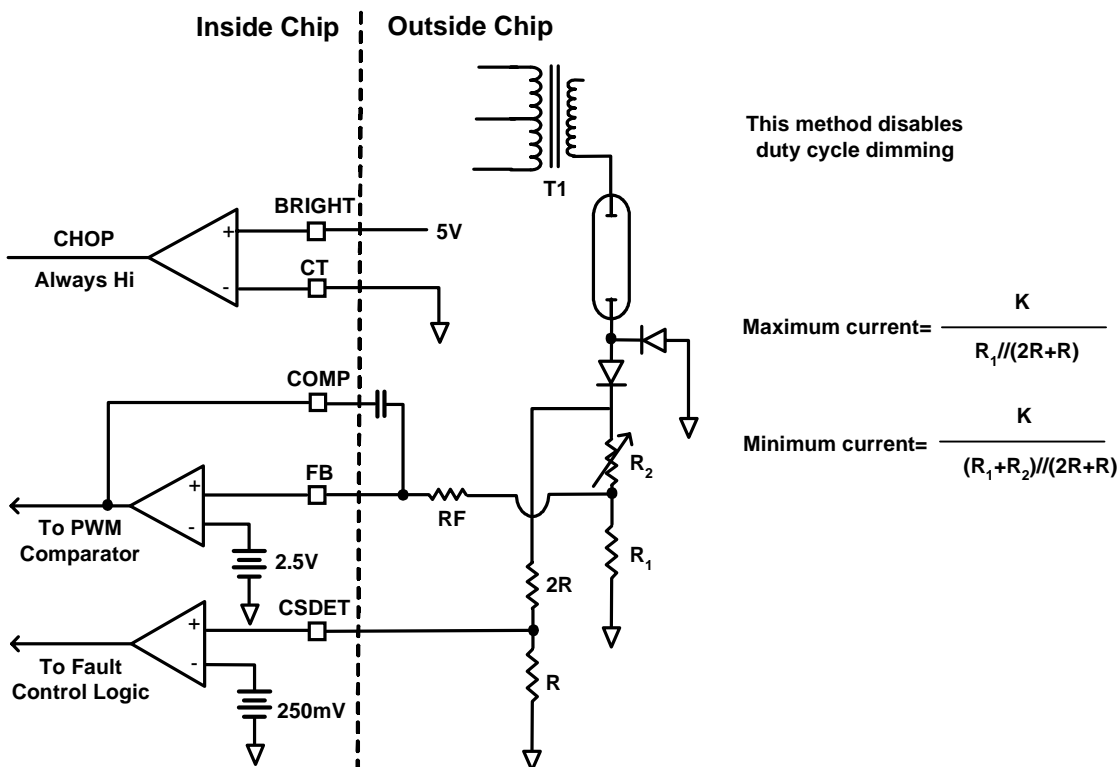 Inside Chip
Outside Chip
T1
This method disables
duty cycle dimming
BRIGHT
5V
+
CHOP
Always Hi
CT
-
Maximum current=
K
R1//(2R+R)
COMP
Minimum current=
K
(R1+R2)//(2R+R)
R2
FB
+
RF
To PWM
Comparator
-
2.5V
R1
2R
CSDET
+
To Fault
Control Logic
-
R
250mV